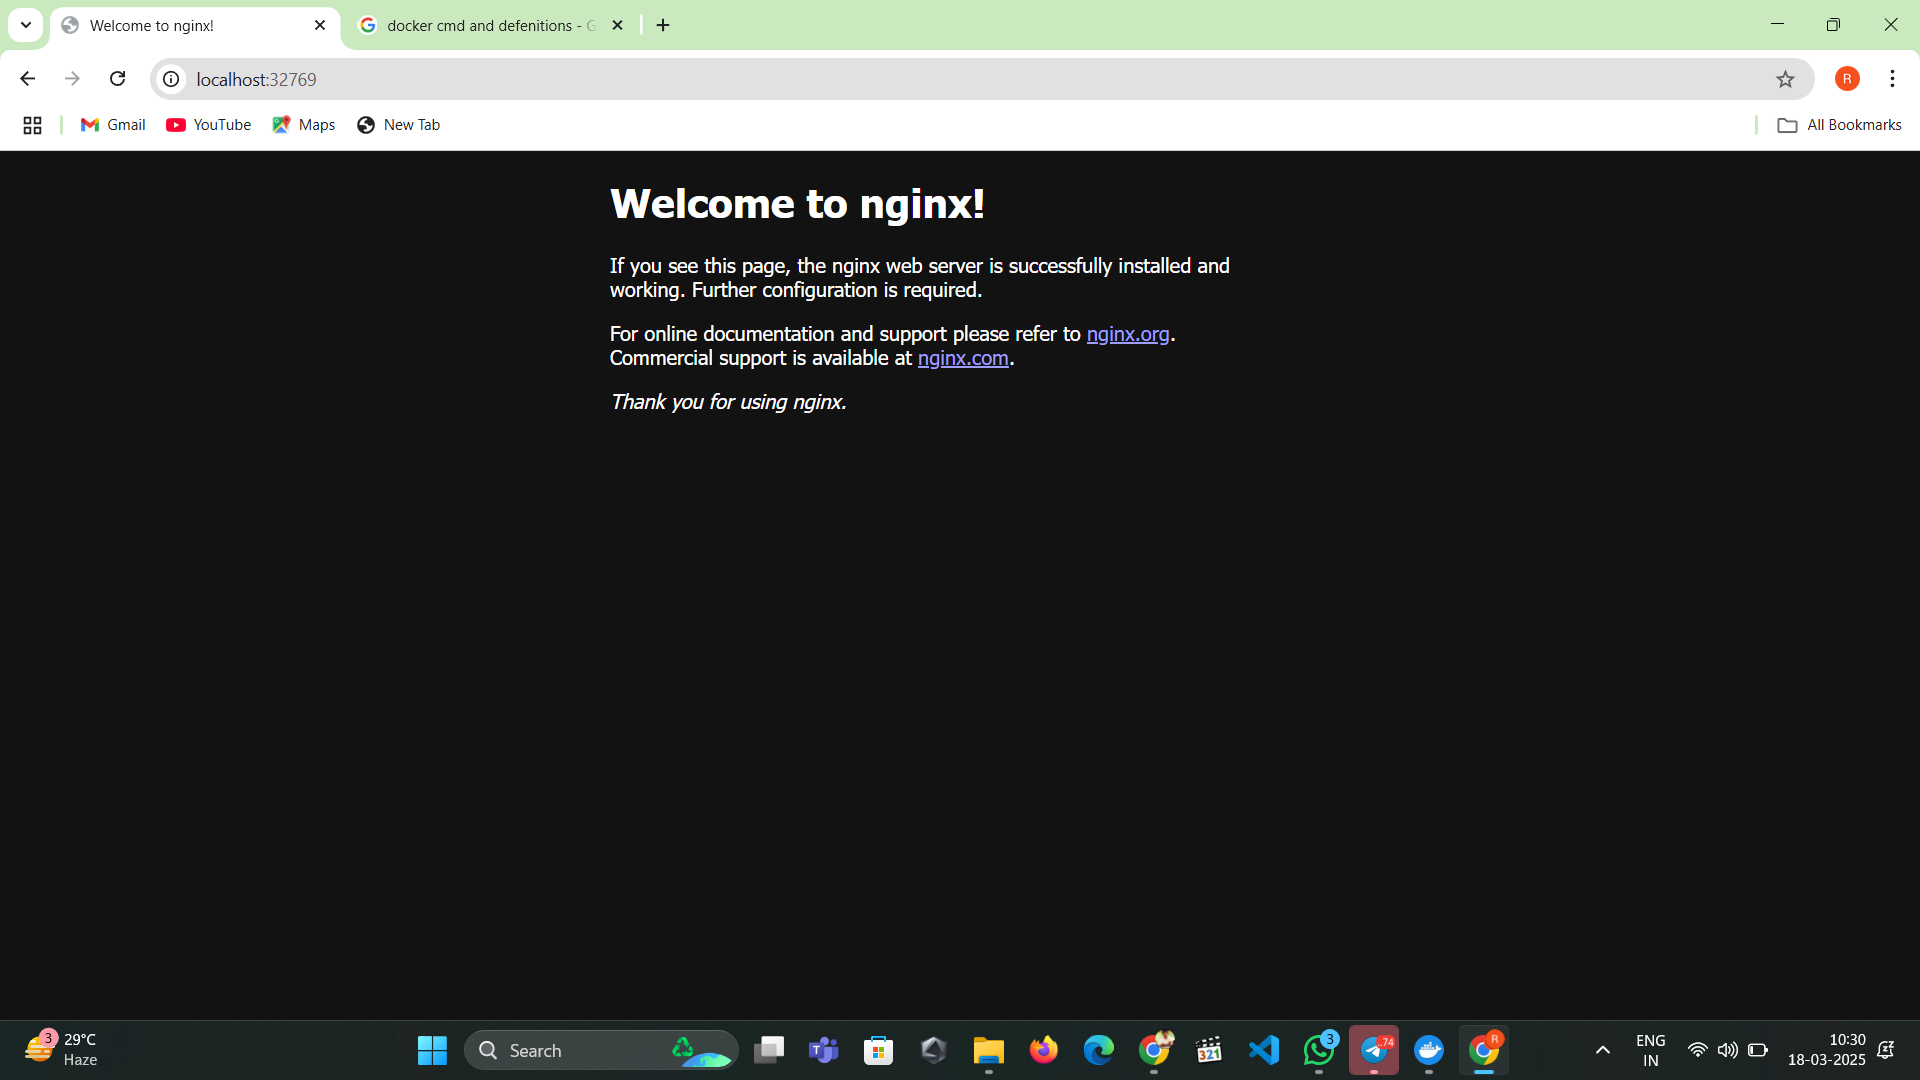 Welcome to nginx!
docker cmd and defenitions - G
localhost:32769
R
Gmail
YouTube
Maps
New Tab
All Bookmarks
Welcome to nginx!
If you see this page, the nginx web server is successfully installed and
working. Further configuration is required.
For online documentation and support please refer to nginx.org.
Commercial support is available at nginx.com.
Thank you for using nginx.
3
29°C
Haze
Search
T
321
3
..74
R
ENG
IN
10:30
18-03-2025